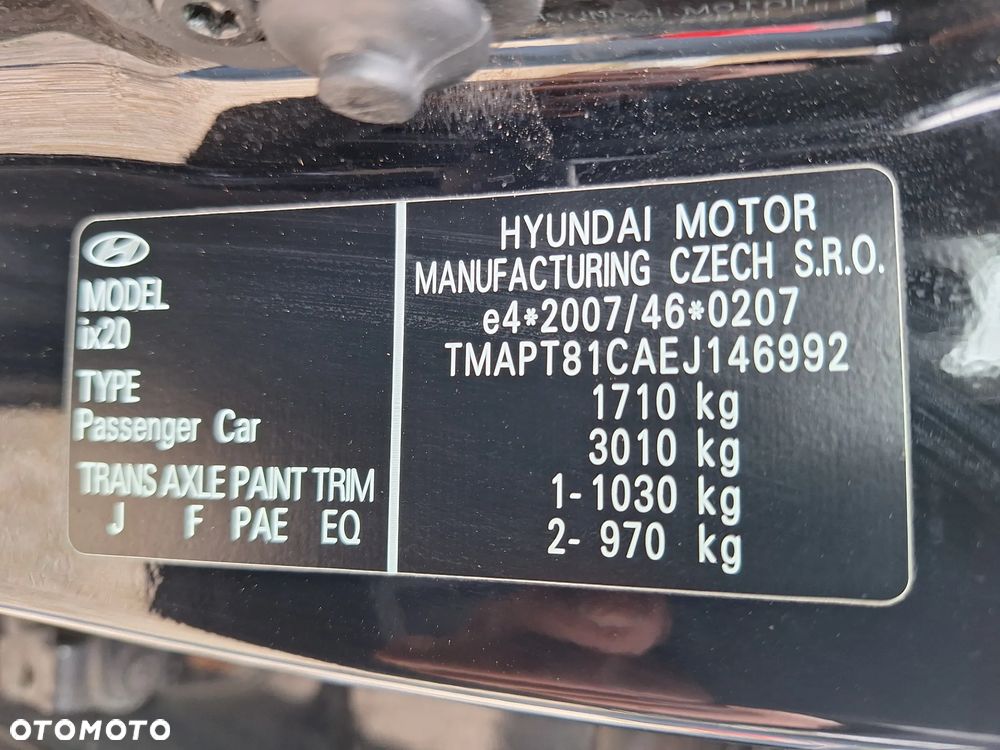 MODEL
ix20
TYPE
Passenger Car
TRANS AXLE PAINT TRIM
J F PAE EQ
HYUNDAI MOTOR
MANUFACTURING CZECH S.R.O.
e4*2007/46*0207
TMAPT81CAEJ146992
1710 kg
3010 kg
1- 1030 kg
2- 970 kg
OTOMOTO